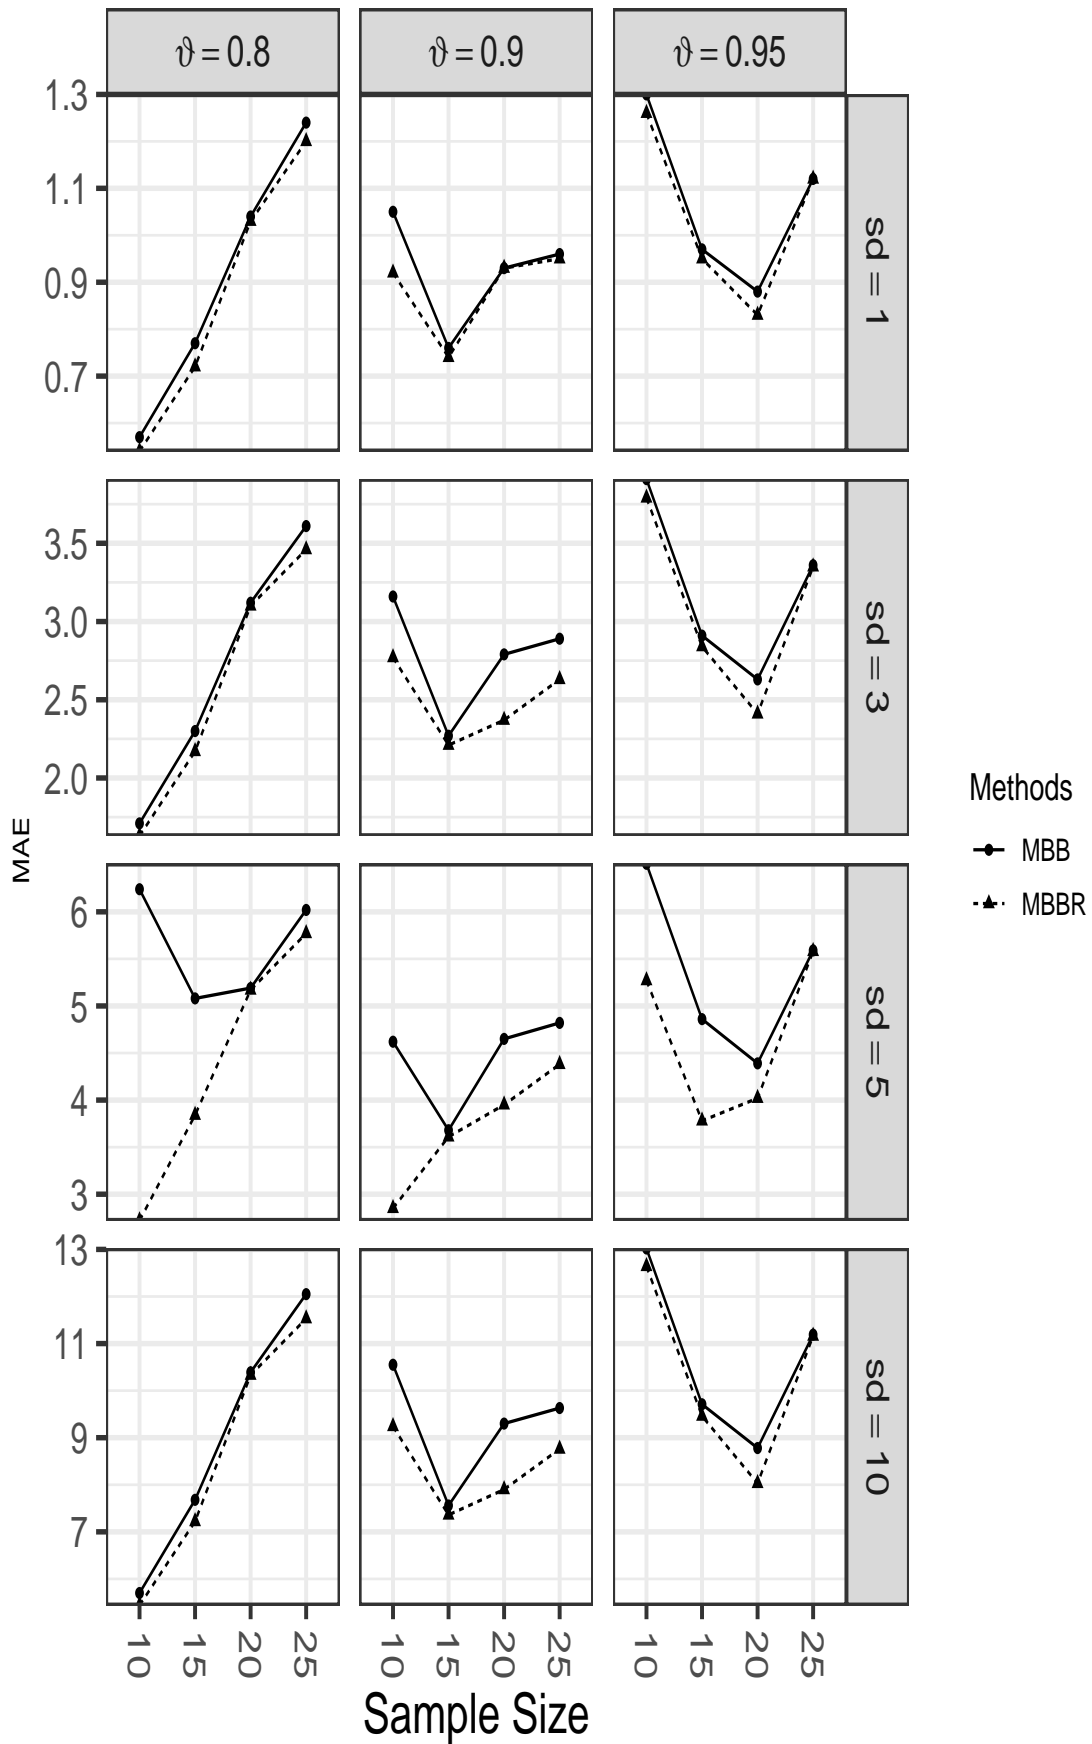 ϑ = 0.8
ϑ = 0.9
ϑ = 0.95
1.3
1.1
0.9
0.7
sd = 1
3.5
3.0
2.5
2.0
sd = 3
6
5
4
3
sd = 5
13
11
9
7
sd = 10
MAE
10 15 20 25
10 15 20 25
10 15 20 25
Sample Size
Methods
MBB
MBBR